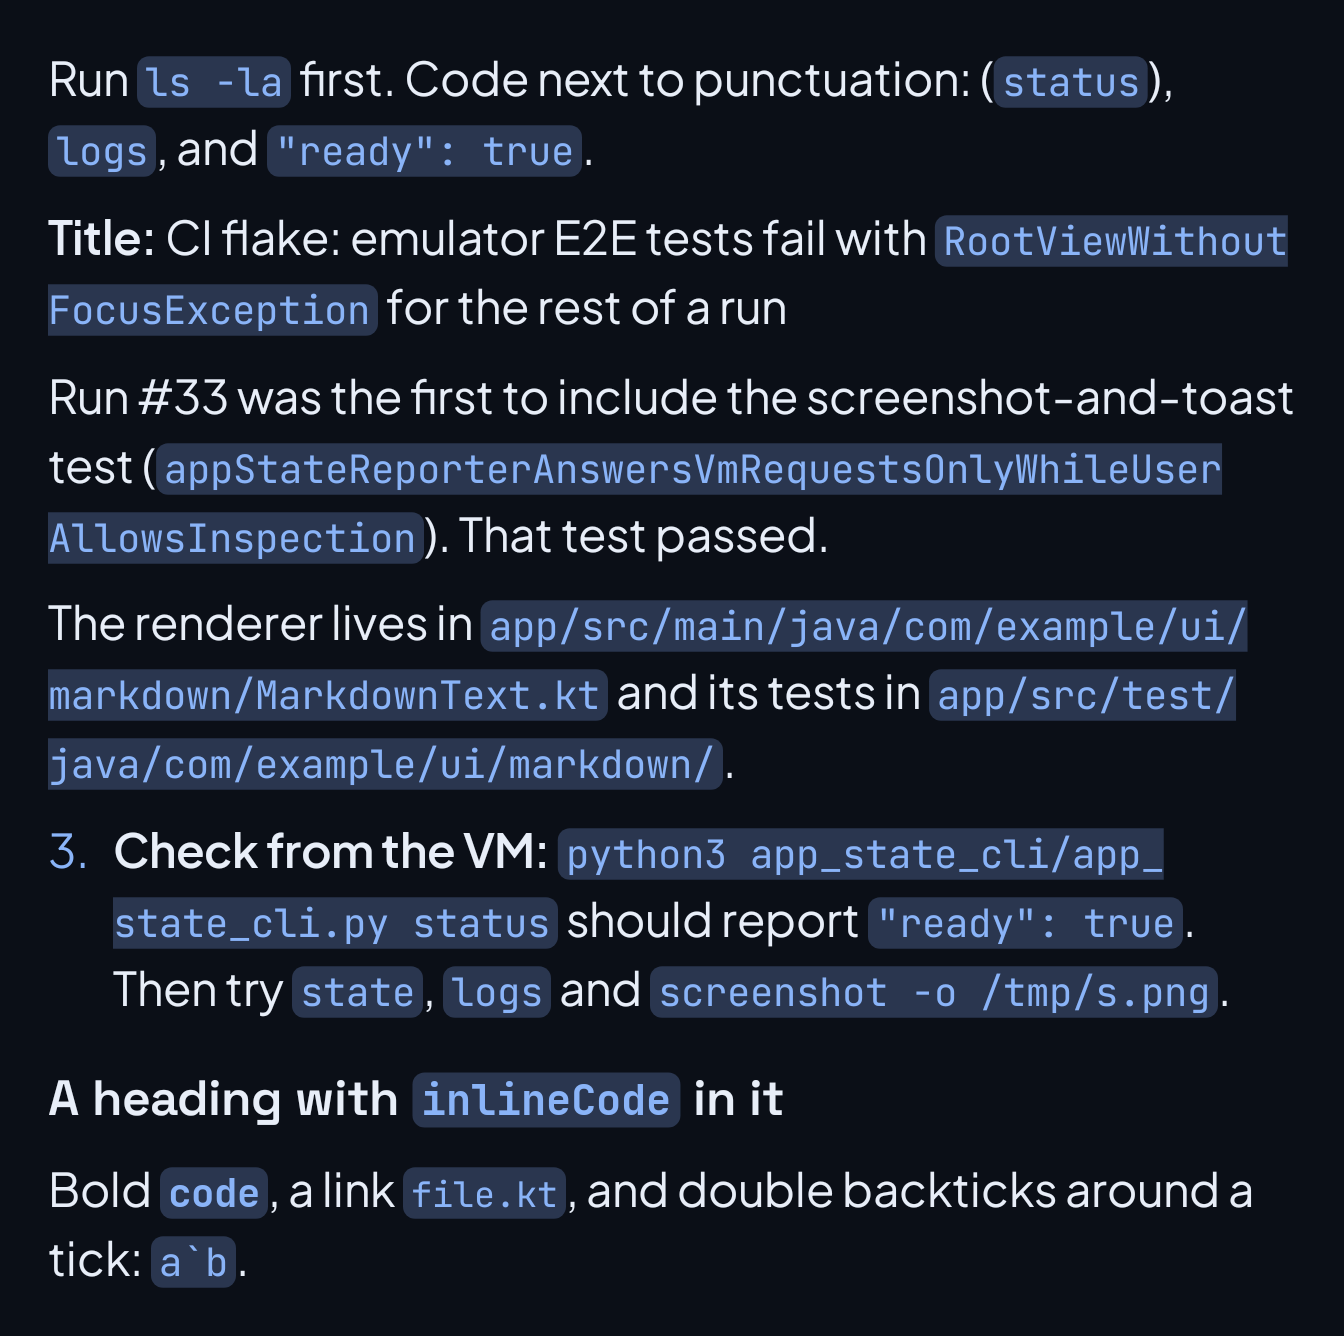 Run ls -la first. Code next to punctuation: (status),
logs, and "ready": true.
Title: CI flake: emulator E2E tests fail with RootViewWithout
FocusException for the rest of a run
Run #33 was the first to include the screenshot-and-toast
test (appStateReporterAnswersVmRequestsOnlyWhileUser
AllowsInspection). That test passed.
The renderer lives in app/src/main/java/com/example/ui/
markdown/MarkdownText.kt and its tests in app/src/test/
java/com/example/ui/markdown/.
3. Check from the VM: python3 app_state_cli/app_
state_cli.py status should report "ready": true.
Then try state, logs and screenshot -o /tmp/s.png.
A heading with inlineCode in it
Bold code, a link file.kt, and double backticks around a
tick: a`b.